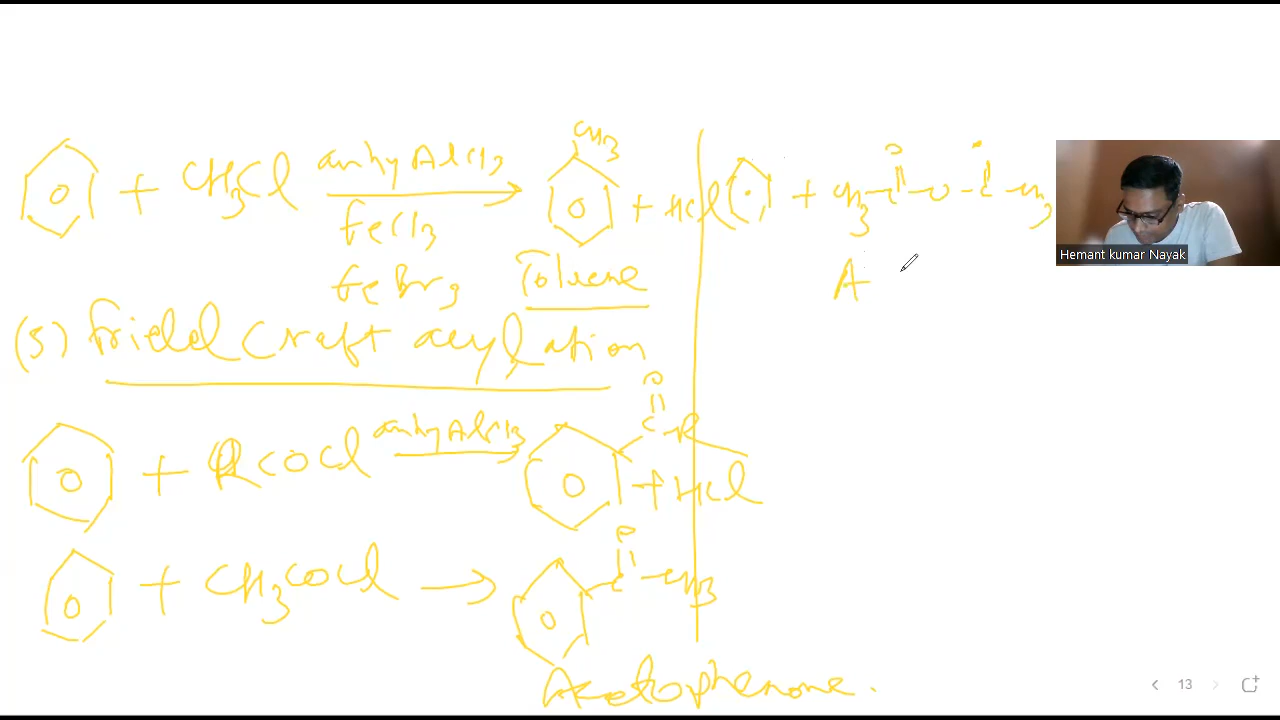 CH3
+ CH3Cl anhy AlCl3 + HCl
FeCl3
FeBr3 Toluene
(5) Fridel Craft acylation
O
C-R
+ RCOCl anhy AlCl3 + HCl
O
+ CH3COCl → C-CH3
Acetophenone.
O O
+ CH3-C-O-C-CH3
A
Hemant kumar Nayak
13